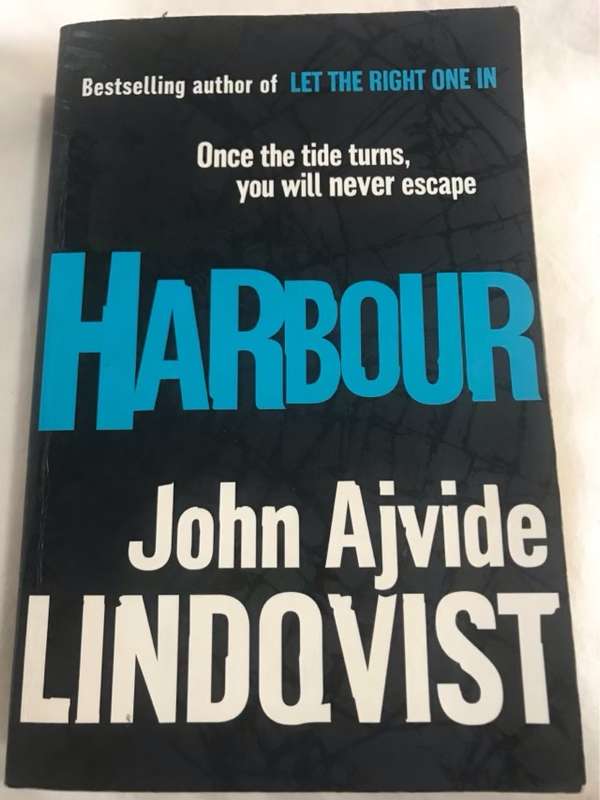 Bestselling author of LET THE RIGHT ONE IN
Once the tide turns,
you will never escape
HARBOUR
John Ajvide
LINDQVIST